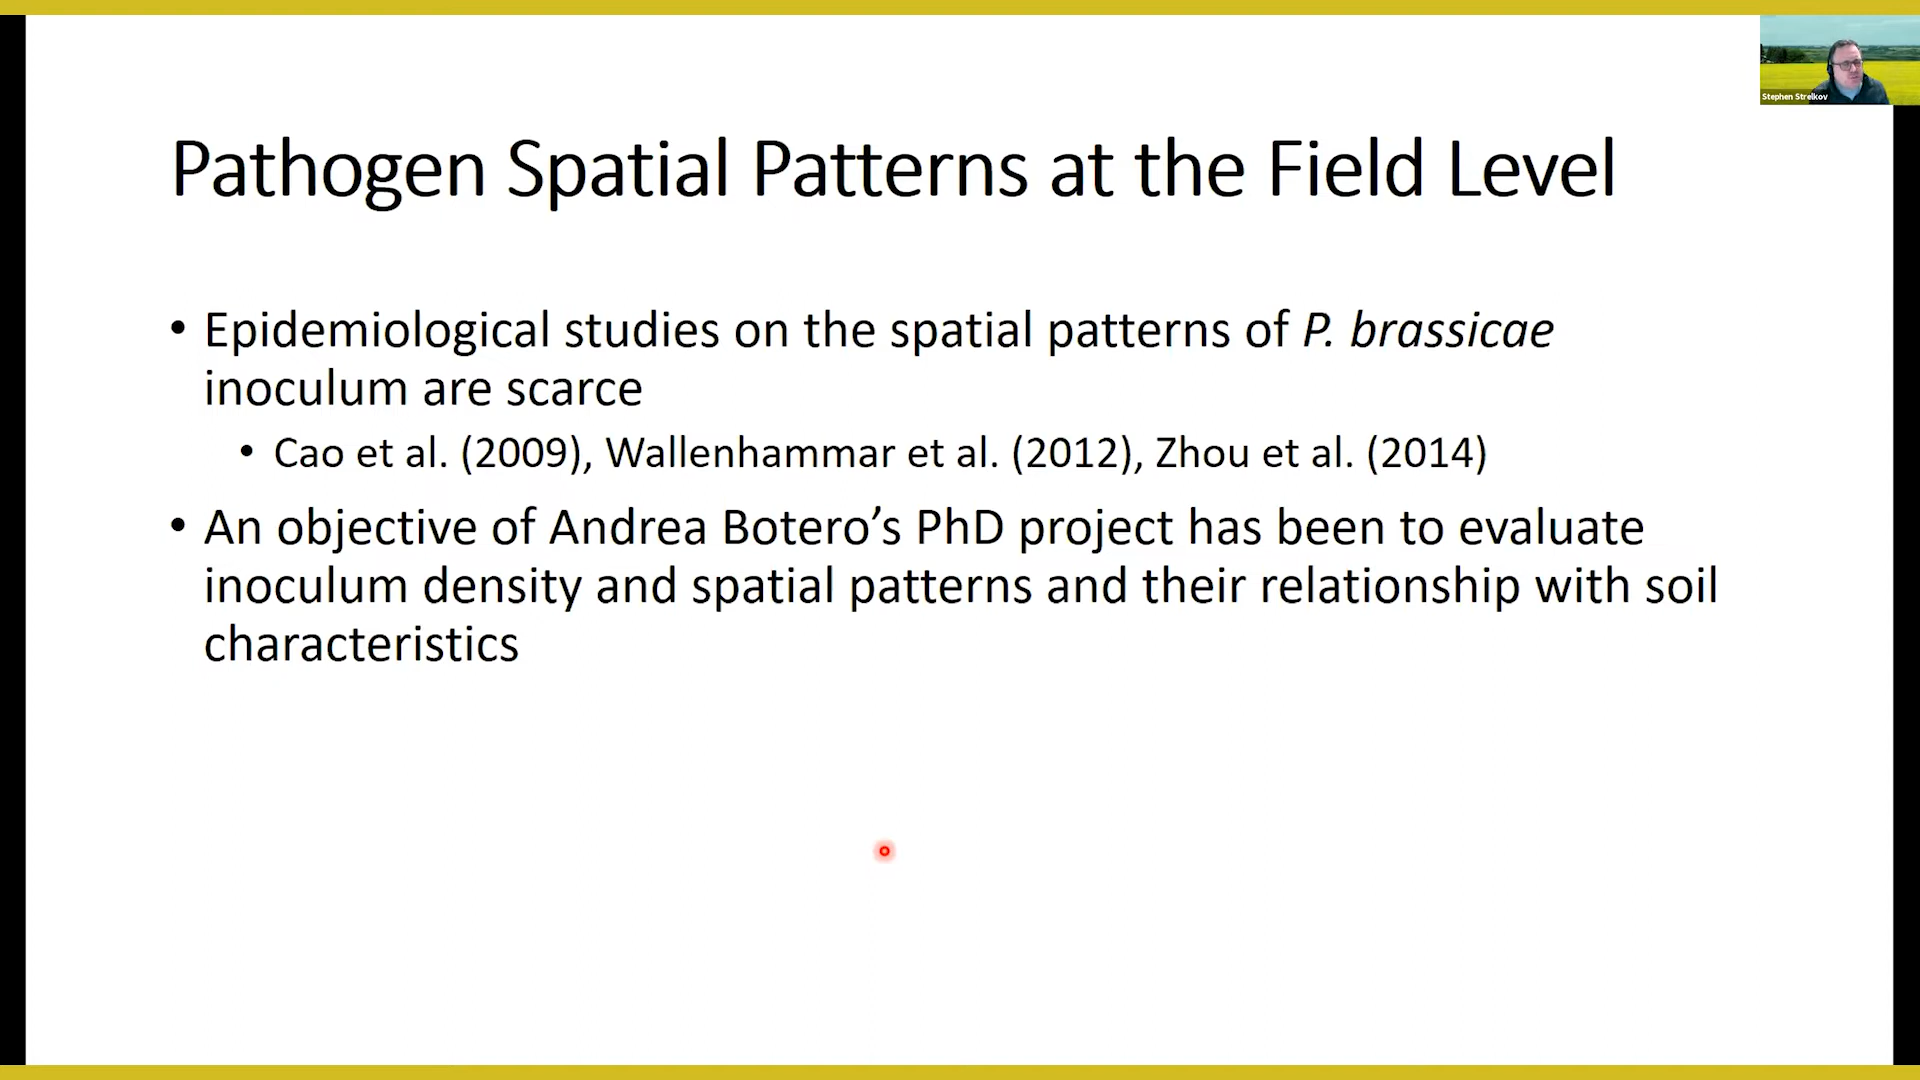 Stephen Strelkov
Pathogen Spatial Patterns at the Field Level
• Epidemiological studies on the spatial patterns of P. brassicae
inoculum are scarce
• Cao et al. (2009), Wallenhammar et al. (2012), Zhou et al. (2014)
• An objective of Andrea Botero’s PhD project has been to evaluate
inoculum density and spatial patterns and their relationship with soil
characteristics